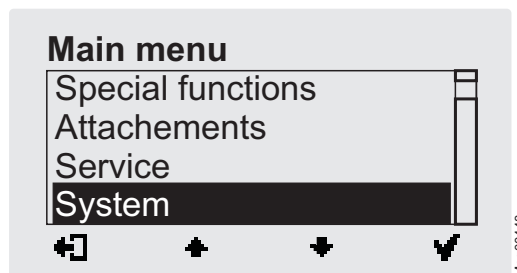 Main menu
Special functions
Attachements
Service
System